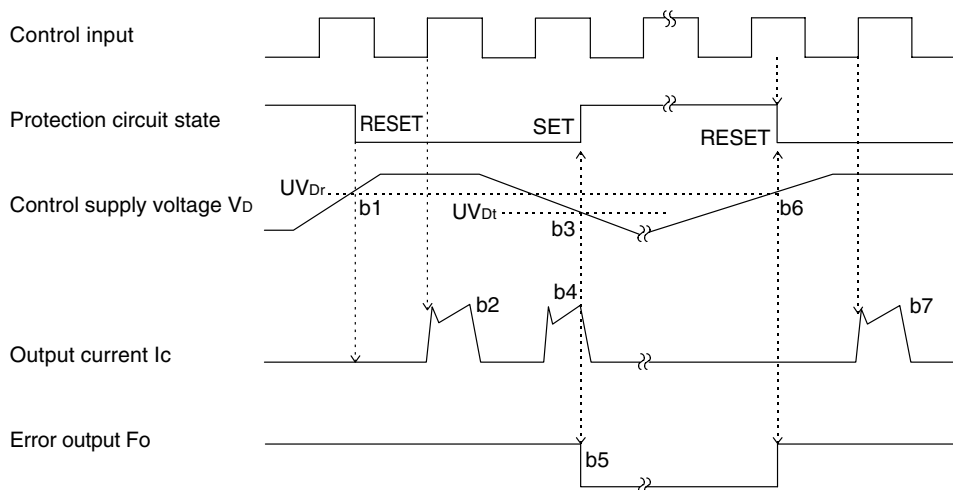 Control input
Protection circuit state
RESET
SET
RESET
UVDr
Control supply voltage VD
b1
UVDt
b3
b6
b2
b4
b7
Output current Ic
Error output Fo
b5